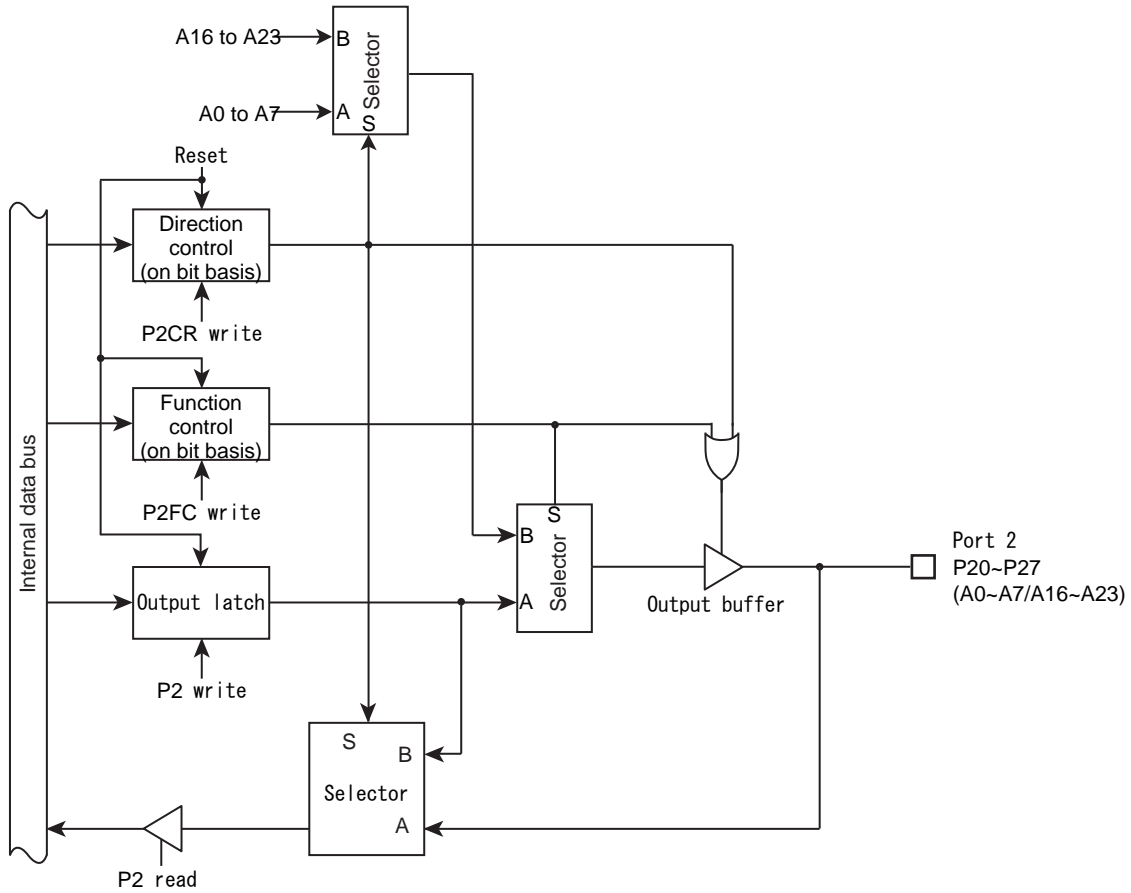 A16 to A23
B
Selector
A0 to A7
A
S
Reset
Direction
control
(on bit basis)
P2CR write
Internal data bus
Function
control
(on bit basis)
P2FC write
S
B
Selector
A
Output buffer
Port 2
P20~P27
(A0~A7/A16~A23)
Output latch
P2 write
S
B
Selector
A
P2 read